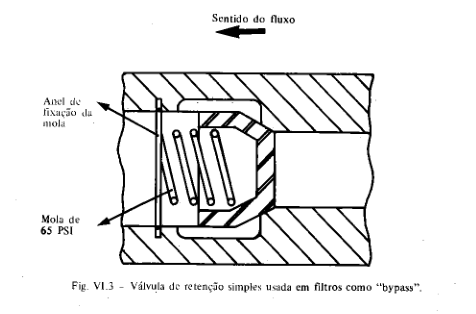 Sentido do fluxo
Anel de
fixação da
mola
Mola de
65 PSI
Fig. VI.3 - Válvula de retenção simples usada em filtros como "bypass".